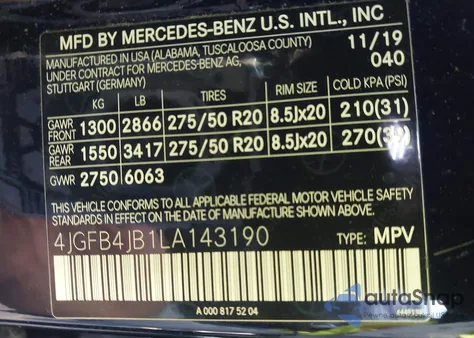 MFD BY MERCEDES-BENZ U.S. INTL., INC
MANUFACTURED IN USA (ALABAMA, TUSCALOOSA COUNTY) 11/19
UNDER CONTRACT FOR MERCEDES-BENZ AG, 040
STUTTGART (GERMANY)
KG LB TIRES RIM SIZE COLD KPA (PSI)
GAWR FRONT 1300 2866 275/50 R20 8.5Jx20 210(31)
GAWR REAR 1550 3417 275/50 R20 8.5Jx20 270(39)
GVWR 2750 6063
THIS VEHICLE CONFORMS TO ALL APPLICABLE FEDERAL MOTOR VEHICLE SAFETY
STANDARDS IN EFFECT ON THE DATE OF MANUFACTURE SHOWN ABOVE.
4JGFB4JB1LA143190 TYPE: MPV
A 000 817 52 04
autaSnap